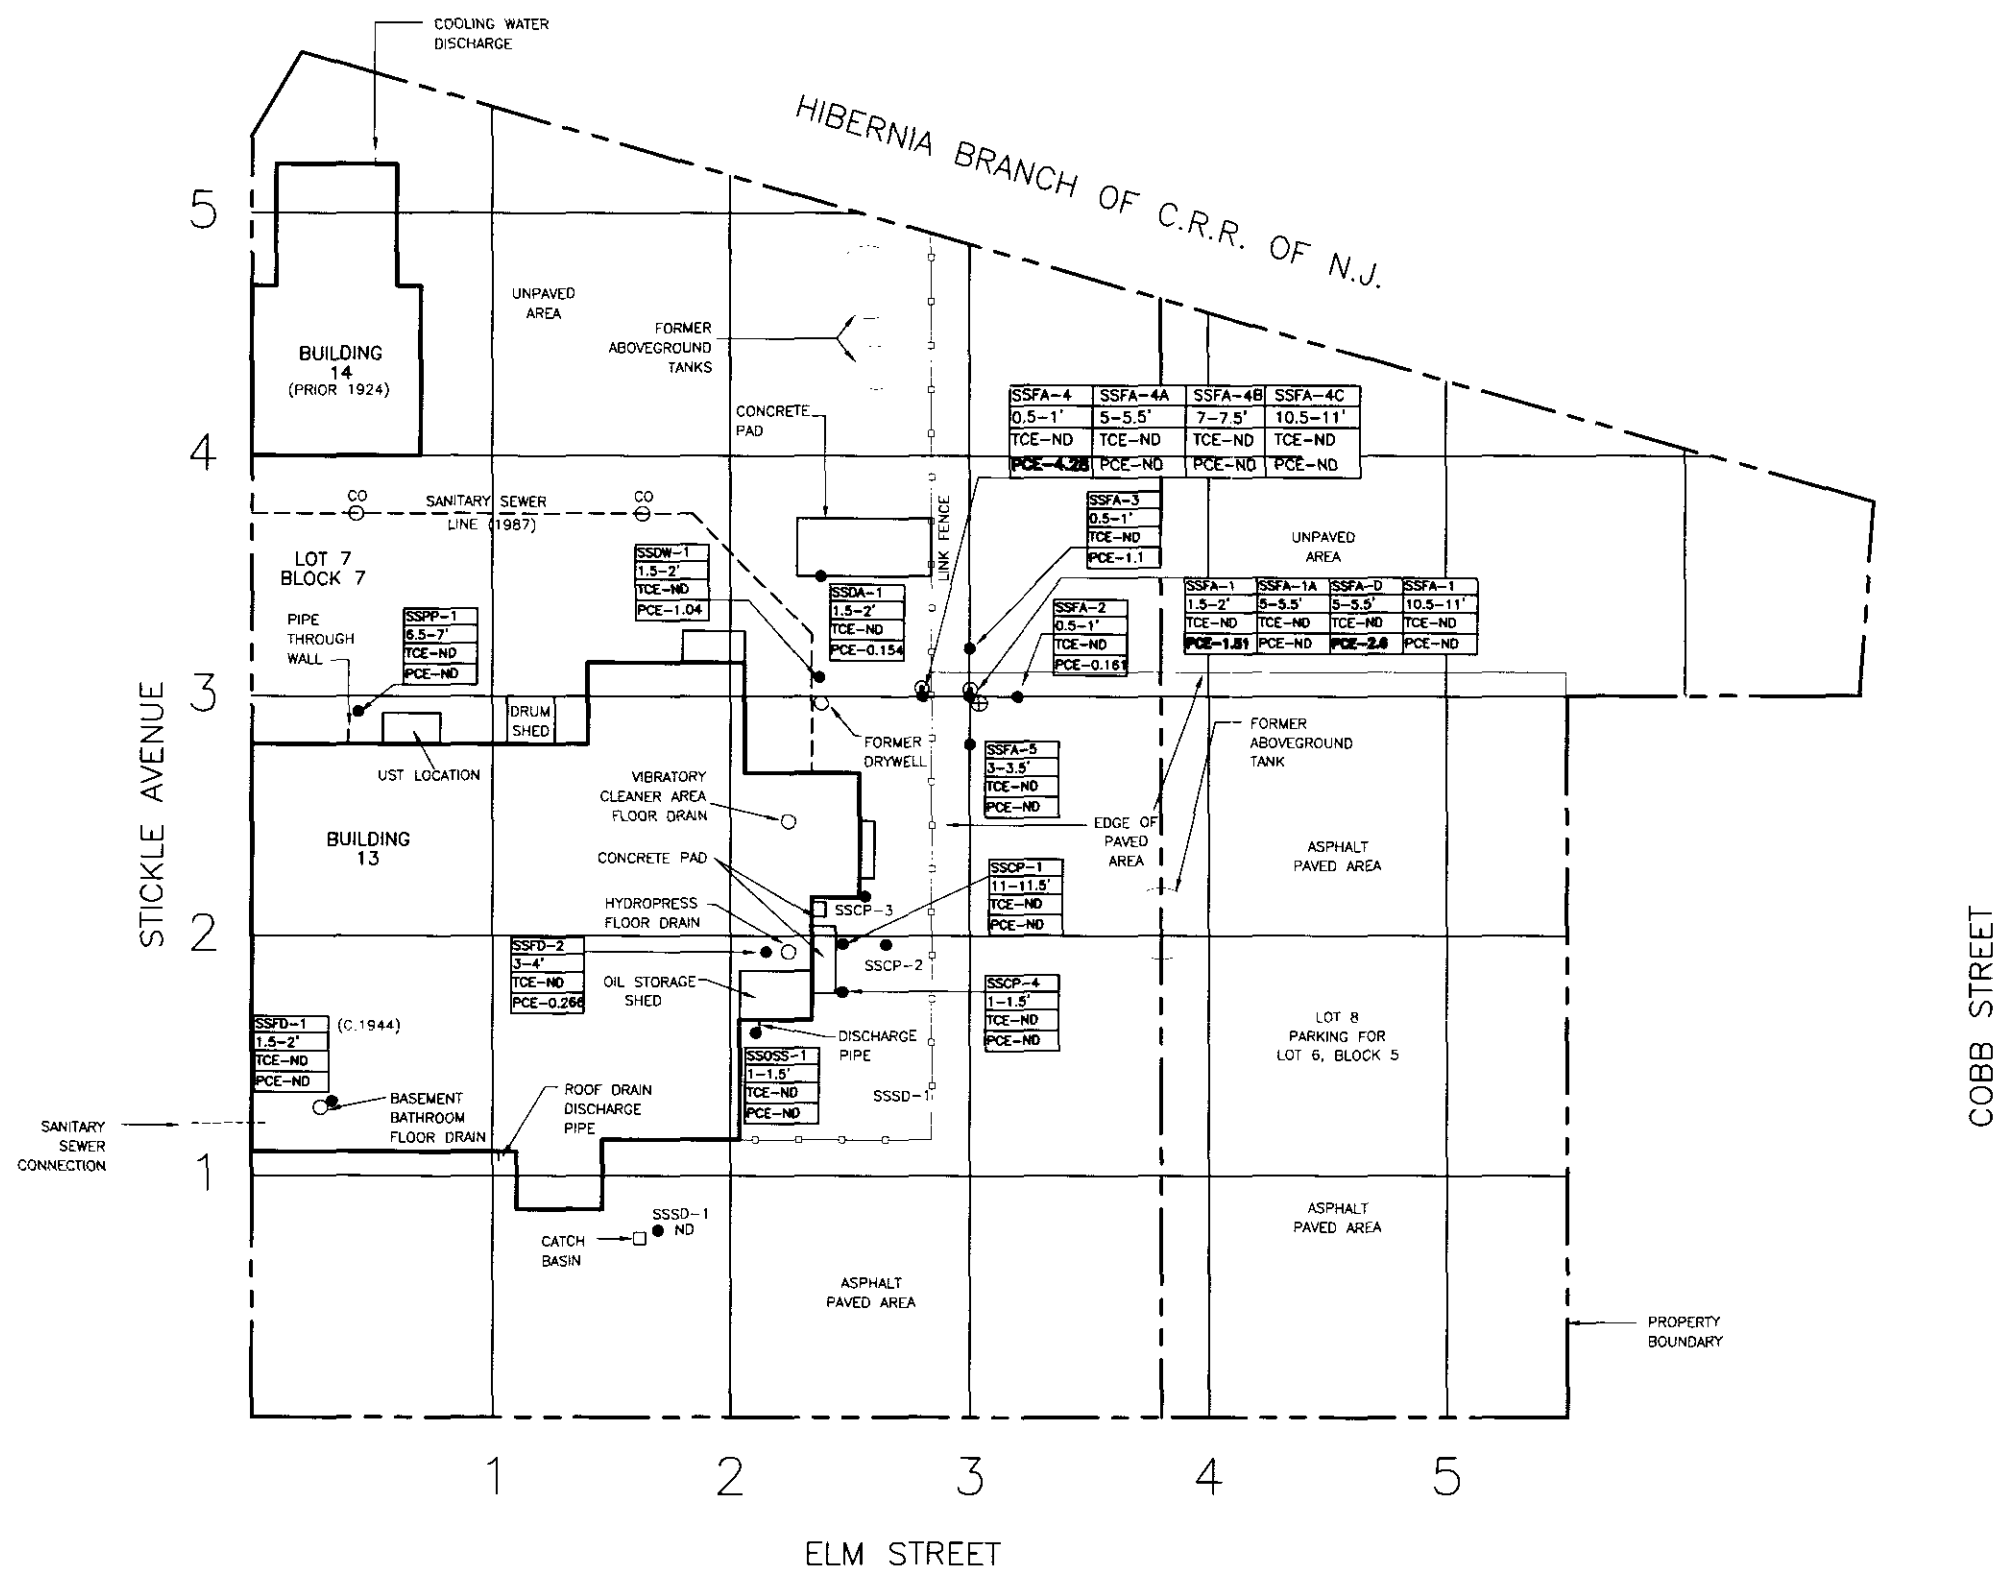 COOLING WATER
DISCHARGE
HIBERNIA BRANCH OF C.R.R. OF N.J.
5
UNPAVED
AREA
FORMER
ABOVEGROUND
TANKS
BUILDING
14
(PRIOR 1924)
CONCRETE
PAD
SSFA-4 SSFA-4A SSFA-4B SSFA-4C
0.5-1' 5-5.5' 7-7.5' 10.5-11'
TCE-ND TCE-ND TCE-ND TCE-ND
PCE-4.28 PCE-ND PCE-ND PCE-ND
4
CO
SANITARY SEWER
LINE (1987)
CO
LINK FENCE
SSFA-3
0.5-1'
TCE-ND
PCE-1.1
UNPAVED
AREA
LOT 7
BLOCK 7
SSDW-1
1.5-2'
TCE-ND
PCE-1.04
SSDA-1
1.5-2'
TCE-ND
PCE-0.154
SSFA-2
0.5-1'
TCE-ND
PCE-0.161
SSFA-1 SSFA-1A SSFA-D SSFA-1
1.5-2' 5-5.5' 5-5.5' 10.5-11'
TCE-ND TCE-ND TCE-ND TCE-ND
PCE-1.51 PCE-ND PCE-2.6 PCE-ND
PIPE
THROUGH
WALL
SSPP-1
6.5-7'
TCE-ND
PCE-ND
3
DRUM
SHED
FORMER
DRYWELL
FORMER
ABOVEGROUND
TANK
UST LOCATION
SSFA-5
3-3.5'
TCE-ND
PCE-ND
VIBRATORY
CLEANER AREA
FLOOR DRAIN
EDGE OF
PAVED
AREA
STICKLE AVENUE
BUILDING
13
ASPHALT
PAVED AREA
CONCRETE PAD
SSCP-1
11-11.5'
TCE-ND
PCE-ND
HYDROPRESS
FLOOR DRAIN
SSCP-3
2
SSFD-2
3-4'
TCE-ND
PCE-0.266
SSCP-2
OIL STORAGE
SHED
SSCP-4
1-1.5'
TCE-ND
PCE-ND
COBB STREET
SSFD-1
1.5-2'
TCE-ND
PCE-ND
(C.1944)
DISCHARGE
PIPE
LOT 8
PARKING FOR
LOT 6, BLOCK 5
SSOSS-1
1-1.5'
TCE-ND
PCE-ND
SSSD-1
BASEMENT
BATHROOM
FLOOR DRAIN
ROOF DRAIN
DISCHARGE
PIPE
SANITARY
SEWER
CONNECTION
1
SSSD-1
ND
CATCH
BASIN
ASPHALT
PAVED AREA
ASPHALT
PAVED AREA
PROPERTY
BOUNDARY
1 2 3 4 5
ELM STREET